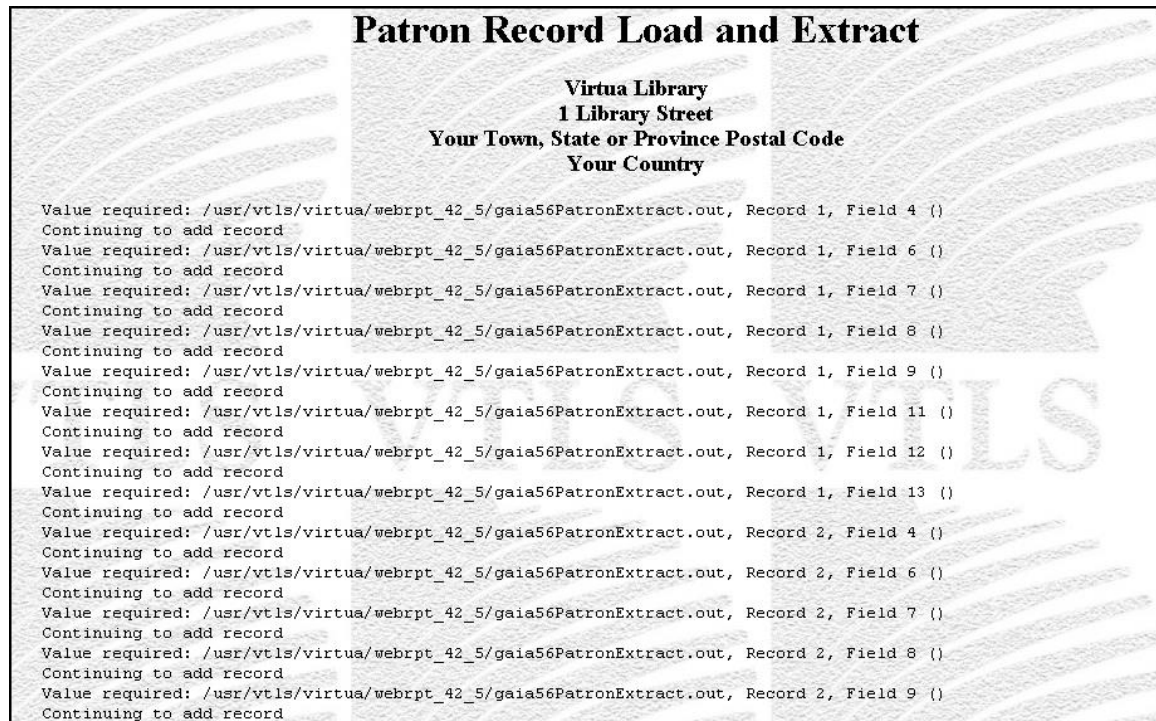 Patron Record Load and Extract
Virtua Library
1 Library Street
Your Town, State or Province Postal Code
Your Country
Value required: /usr/vtls/virtua/webrpt_42_5/gaia56PatronExtract.out, Record 1, Field 4 ()
Continuing to add record
Value required: /usr/vtls/virtua/webrpt_42_5/gaia56PatronExtract.out, Record 1, Field 6 ()
Continuing to add record
Value required: /usr/vtls/virtua/webrpt_42_5/gaia56PatronExtract.out, Record 1, Field 7 ()
Continuing to add record
Value required: /usr/vtls/virtua/webrpt_42_5/gaia56PatronExtract.out, Record 1, Field 8 ()
Continuing to add record
Value required: /usr/vtls/virtua/webrpt_42_5/gaia56PatronExtract.out, Record 1, Field 9 ()
Continuing to add record
Value required: /usr/vtls/virtua/webrpt_42_5/gaia56PatronExtract.out, Record 1, Field 11 ()
Continuing to add record
Value required: /usr/vtls/virtua/webrpt_42_5/gaia56PatronExtract.out, Record 1, Field 12 ()
Continuing to add record
Value required: /usr/vtls/virtua/webrpt_42_5/gaia56PatronExtract.out, Record 1, Field 13 ()
Continuing to add record
Value required: /usr/vtls/virtua/webrpt_42_5/gaia56PatronExtract.out, Record 2, Field 4 ()
Continuing to add record
Value required: /usr/vtls/virtua/webrpt_42_5/gaia56PatronExtract.out, Record 2, Field 6 ()
Continuing to add record
Value required: /usr/vtls/virtua/webrpt_42_5/gaia56PatronExtract.out, Record 2, Field 7 ()
Continuing to add record
Value required: /usr/vtls/virtua/webrpt_42_5/gaia56PatronExtract.out, Record 2, Field 8 ()
Continuing to add record
Value required: /usr/vtls/virtua/webrpt_42_5/gaia56PatronExtract.out, Record 2, Field 9 ()
Continuing to add record
VTLS VTLS VTLS